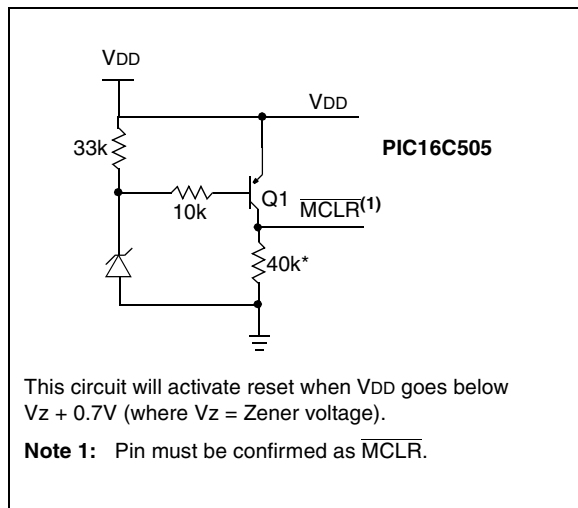 VDD
VDD
33k
PIC16C505
Q1
MCLR(1)
10k
40k*
This circuit will activate reset when VDD goes below
Vz + 0.7V (where Vz = Zener voltage).
Note 1: Pin must be confirmed as MCLR.